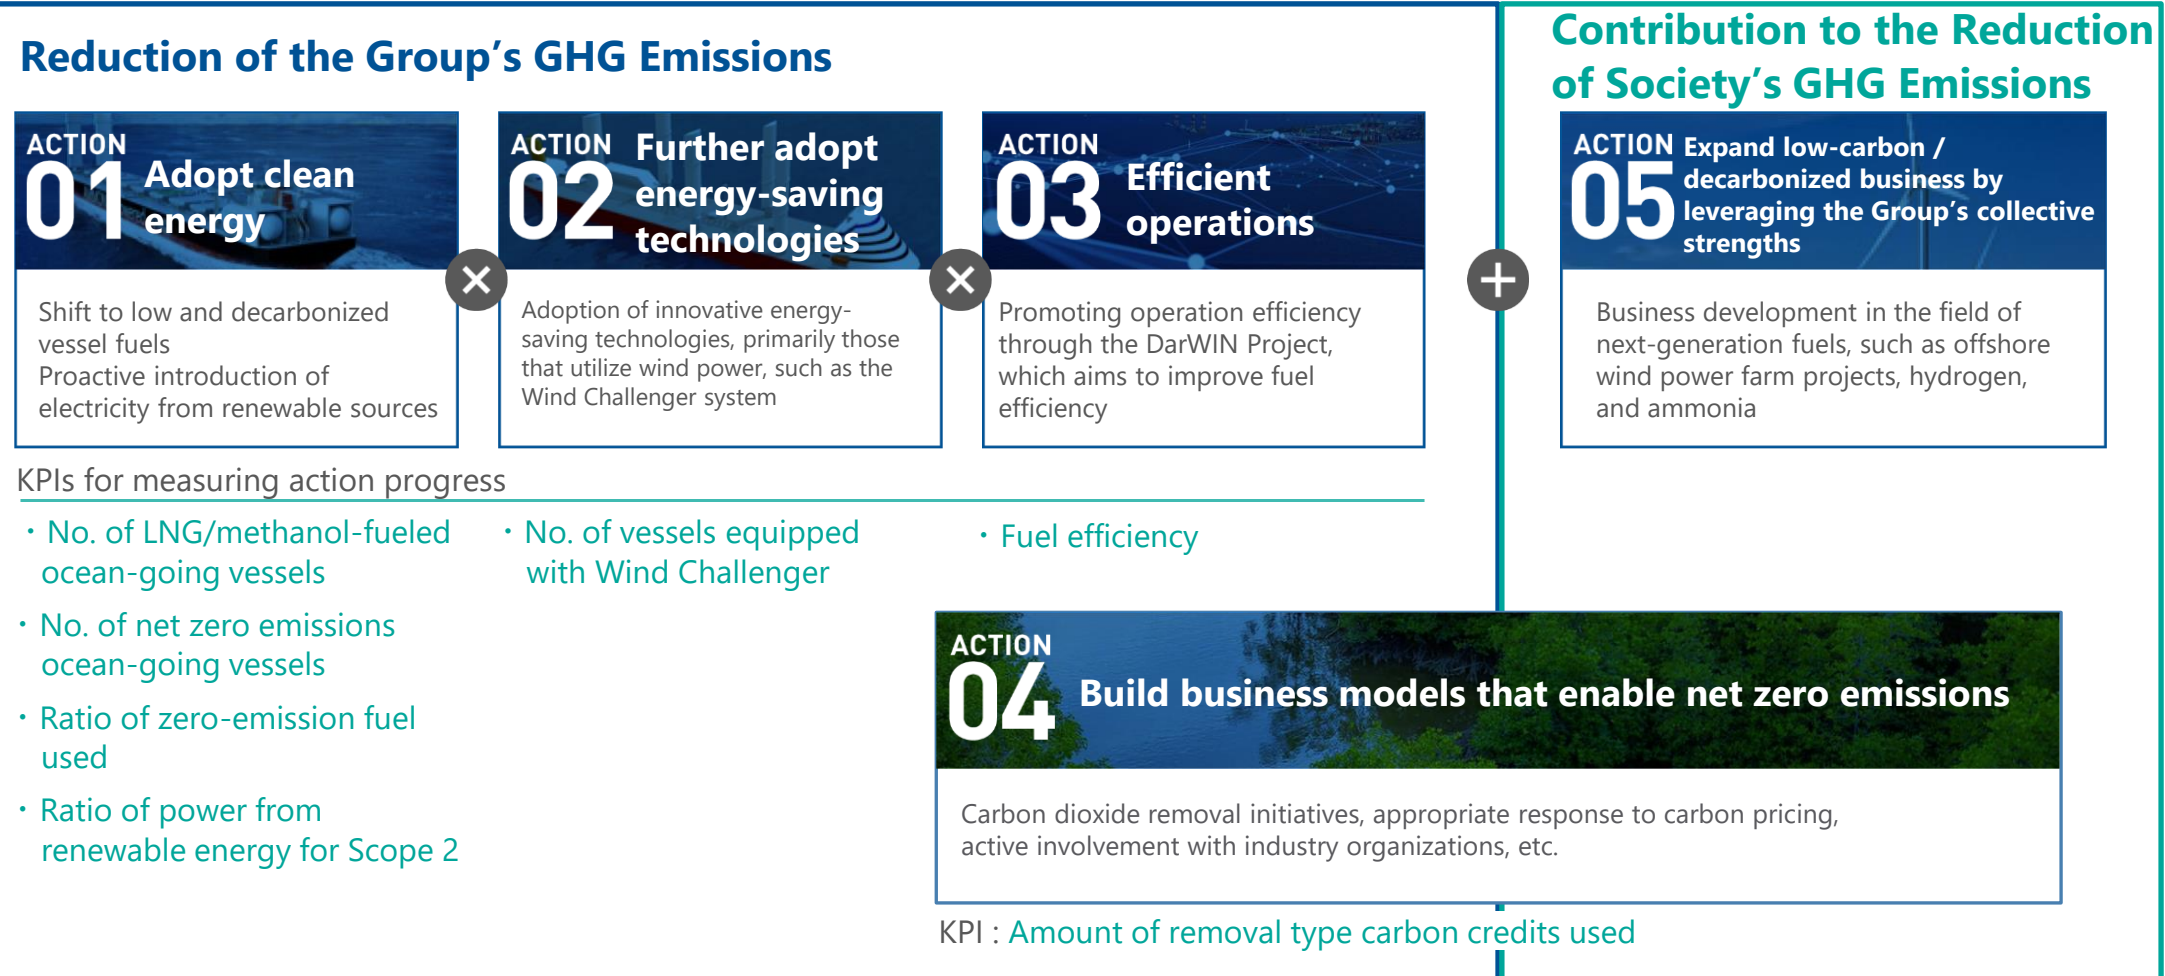 Reduction of the Group’s GHG Emissions
ACTION
01
Adopt clean
energy
Shift to low and decarbonized
vessel fuels
Proactive introduction of
electricity from renewable sources
×
ACTION
02
Further adopt
energy-saving
technologies
Adoption of innovative energy-
saving technologies, primarily those
that utilize wind power, such as the
Wind Challenger system
×
ACTION
03
Efficient
operations
Promoting operation efficiency
through the DarWIN Project,
which aims to improve fuel
efficiency
KPIs for measuring action progress
・No. of LNG/methanol-fueled
ocean-going vessels
・No. of net zero emissions
ocean-going vessels
・Ratio of zero-emission fuel
used
・Ratio of power from
renewable energy for Scope 2
・No. of vessels equipped
with Wind Challenger
・Fuel efficiency
+
Contribution to the Reduction
of Society’s GHG Emissions
ACTION
05
Expand low-carbon /
decarbonized business by
leveraging the Group’s collective
strengths
Business development in the field of
next-generation fuels, such as offshore
wind power farm projects, hydrogen,
and ammonia
ACTION
04
Build business models that enable net zero emissions
Carbon dioxide removal initiatives, appropriate response to carbon pricing,
active involvement with industry organizations, etc.
KPI : Amount of removal type carbon credits used